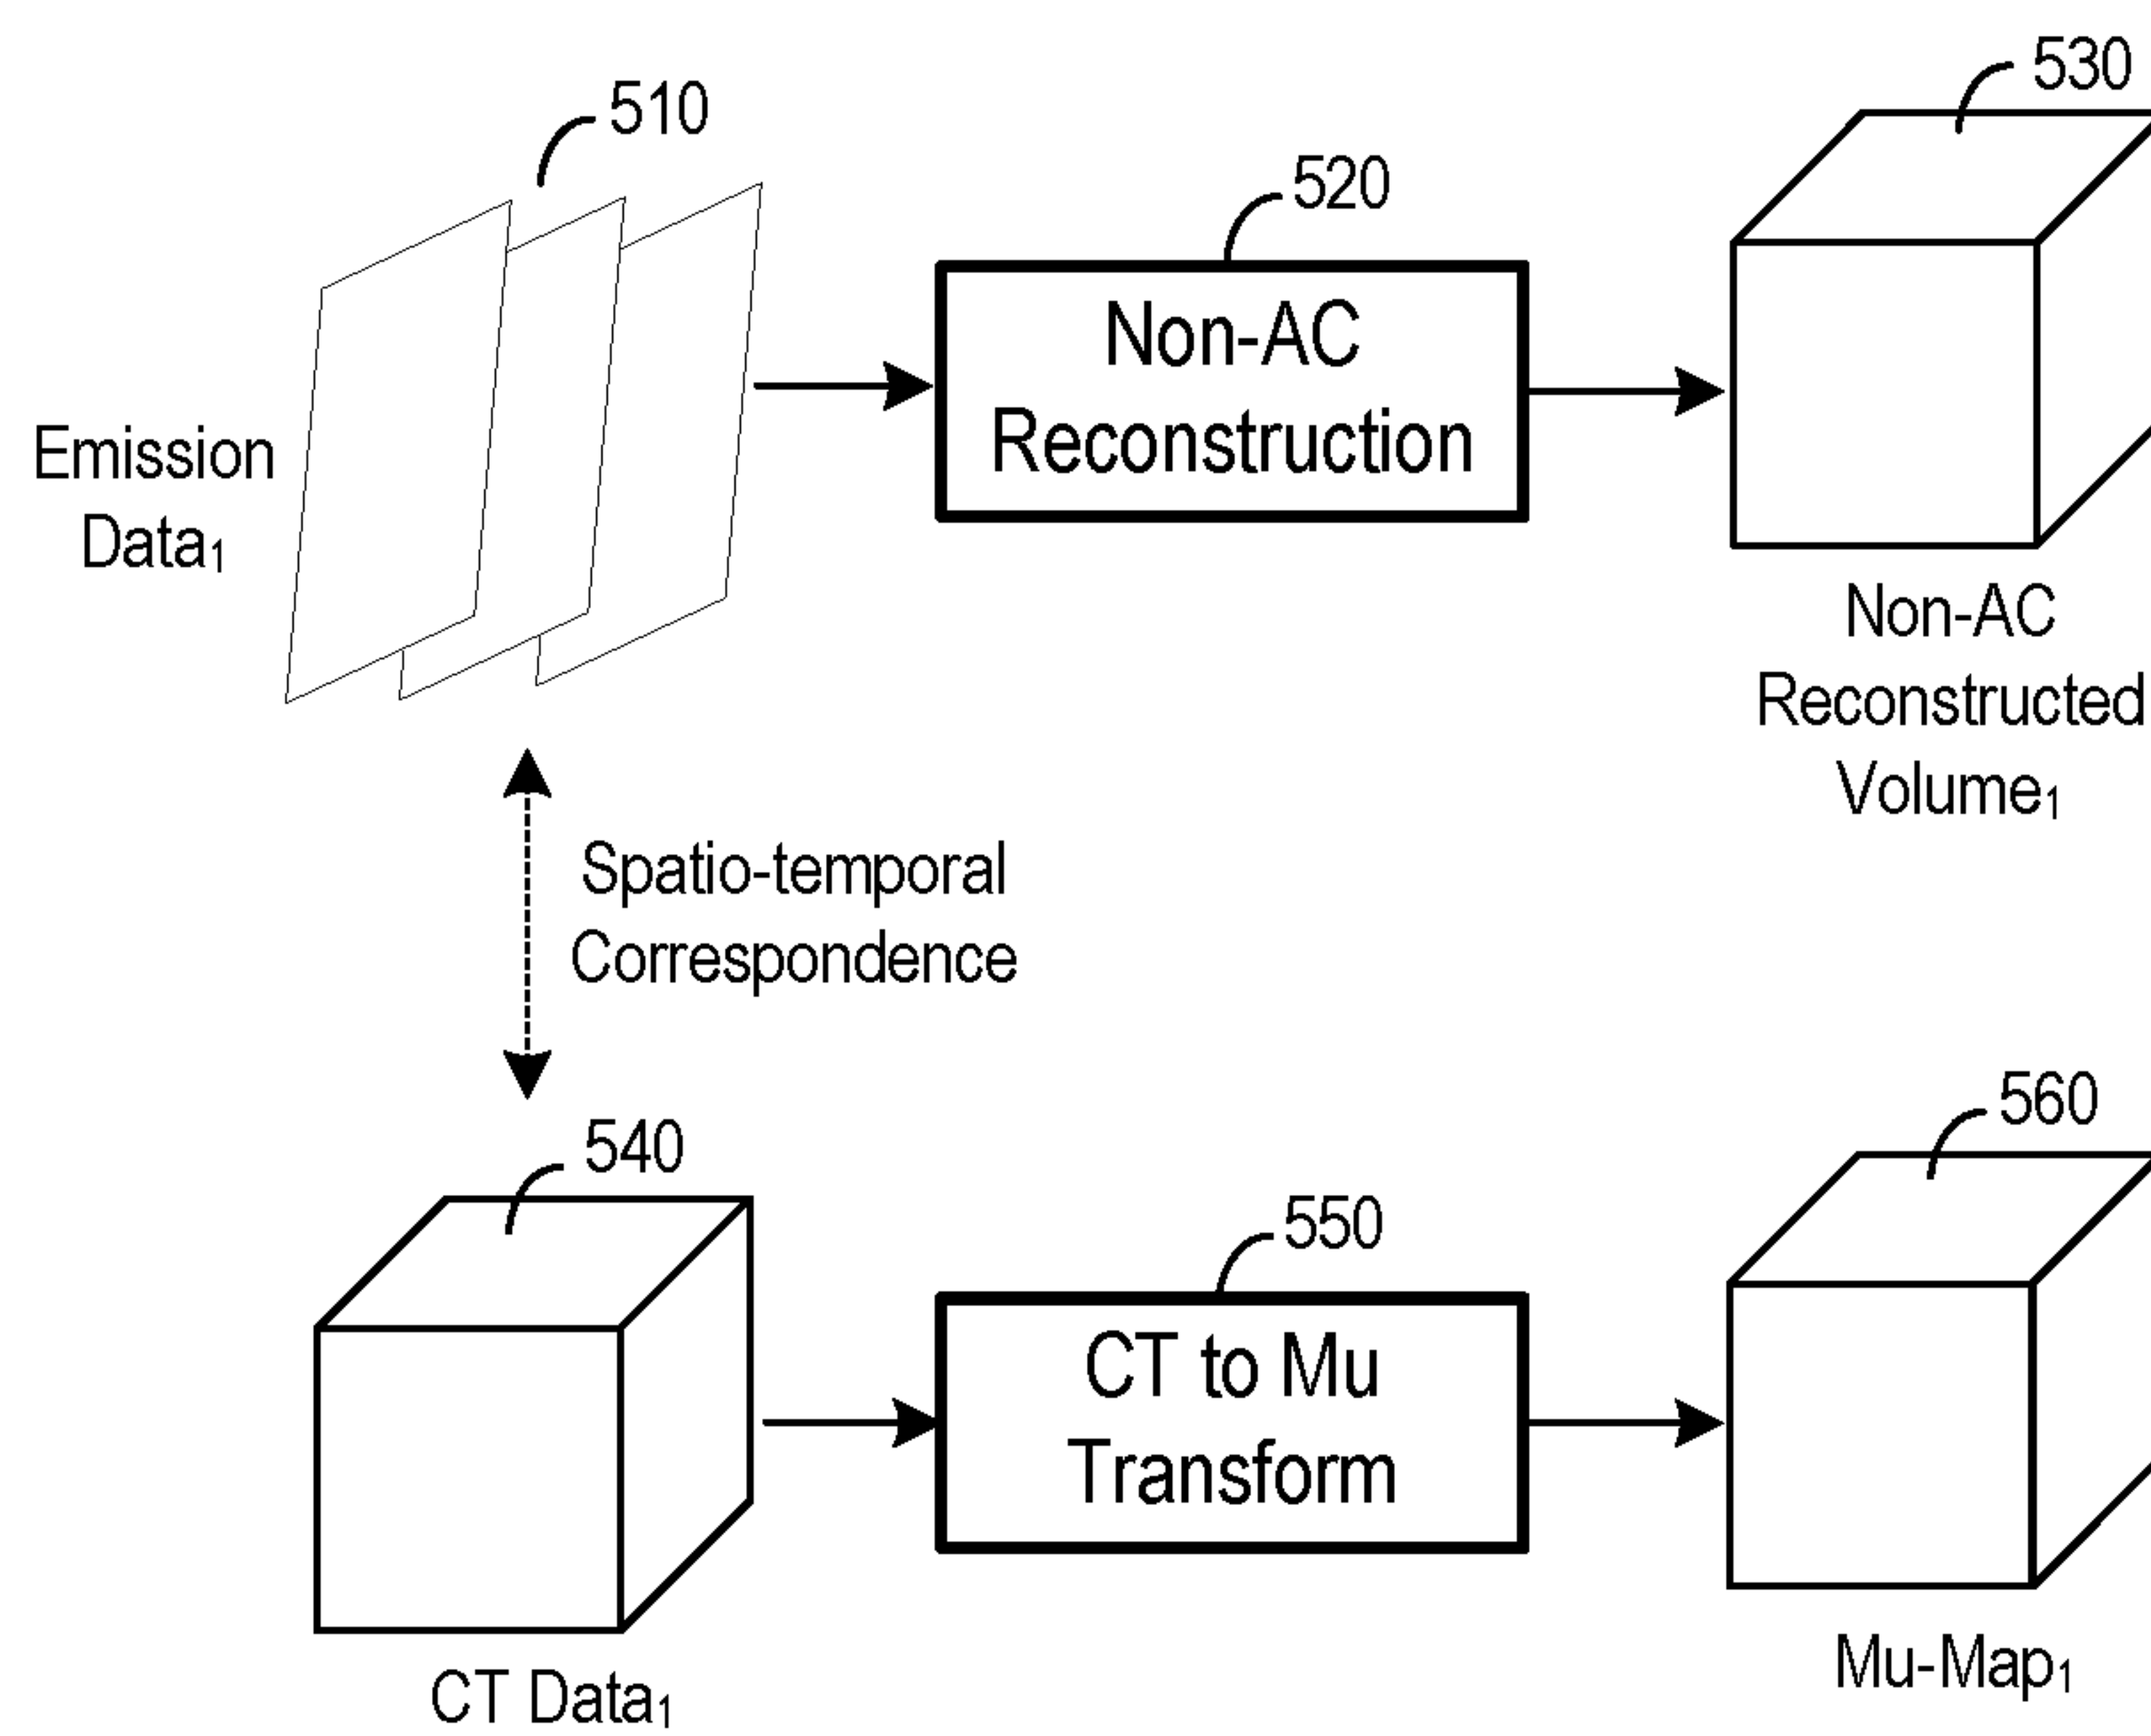 510
520
530
Emission
Data₁
Non-AC
Reconstruction
Non-AC
Reconstructed
Volume₁
Spatio-temporal
Correspondence
540
550
560
CT to Mu
Transform
CT Data₁
Mu-Map₁